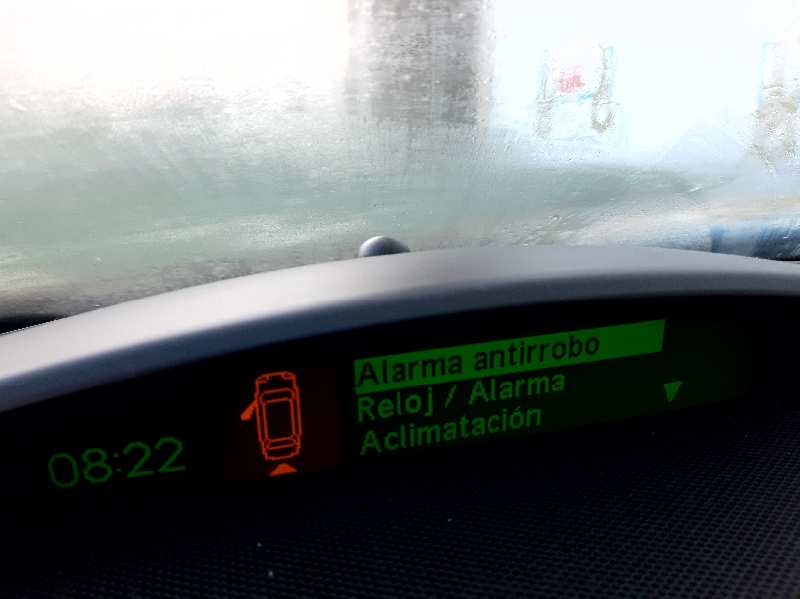 08:22
Alarma antirrobo
Reloj / Alarma
Aclimatación